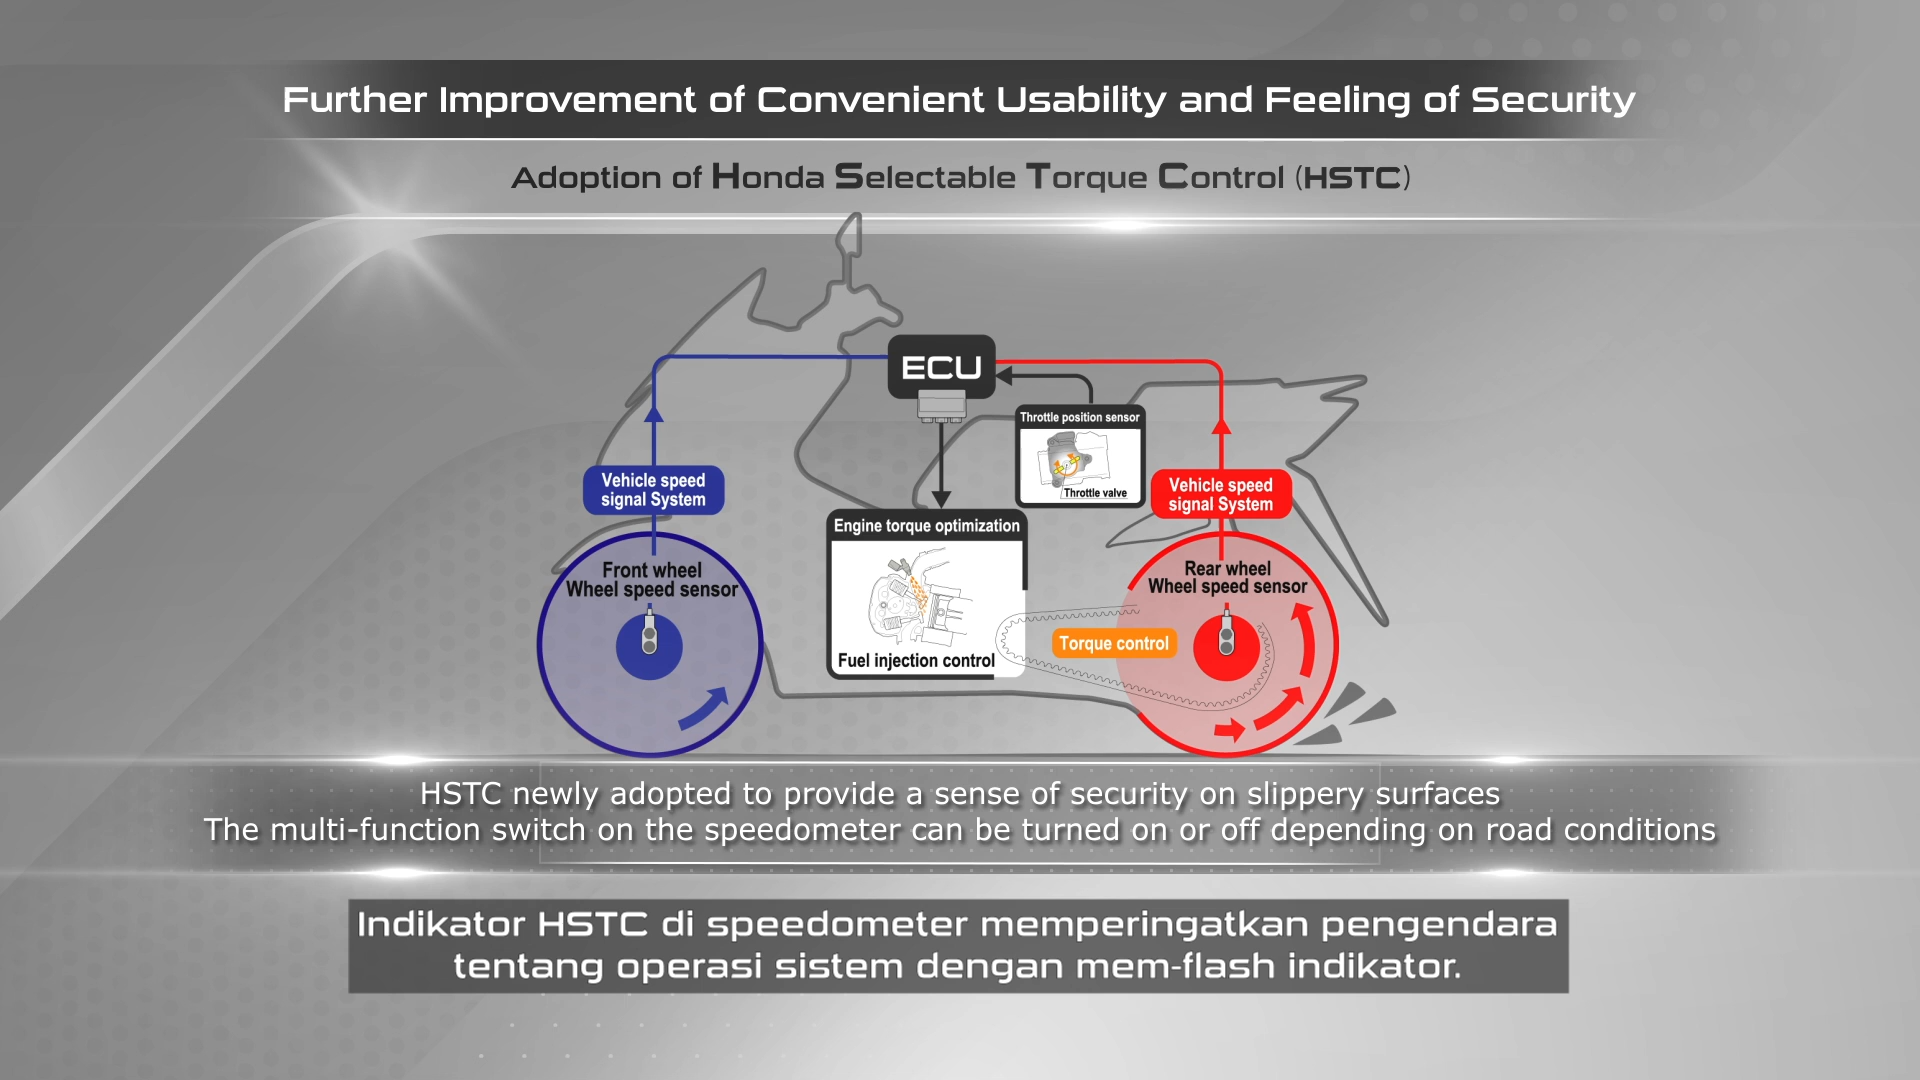 Further Improvement of Convenient Usability and Feeling of Security
Adoption of Honda Selectable Torque Control (HSTC)
ECU
Throttle position sensor
Throttle valve
Vehicle speed
signal System
Vehicle speed
signal System
Engine torque optimization
Fuel injection control
Front wheel
Wheel speed sensor
Rear wheel
Wheel speed sensor
Torque control
HSTC newly adopted to provide a sense of security on slippery surfaces
The multi-function switch on the speedometer can be turned on or off depending on road conditions
Indikator HSTC di speedometer memperingatkan pengendara
tentang operasi sistem dengan mem-flash indikator.